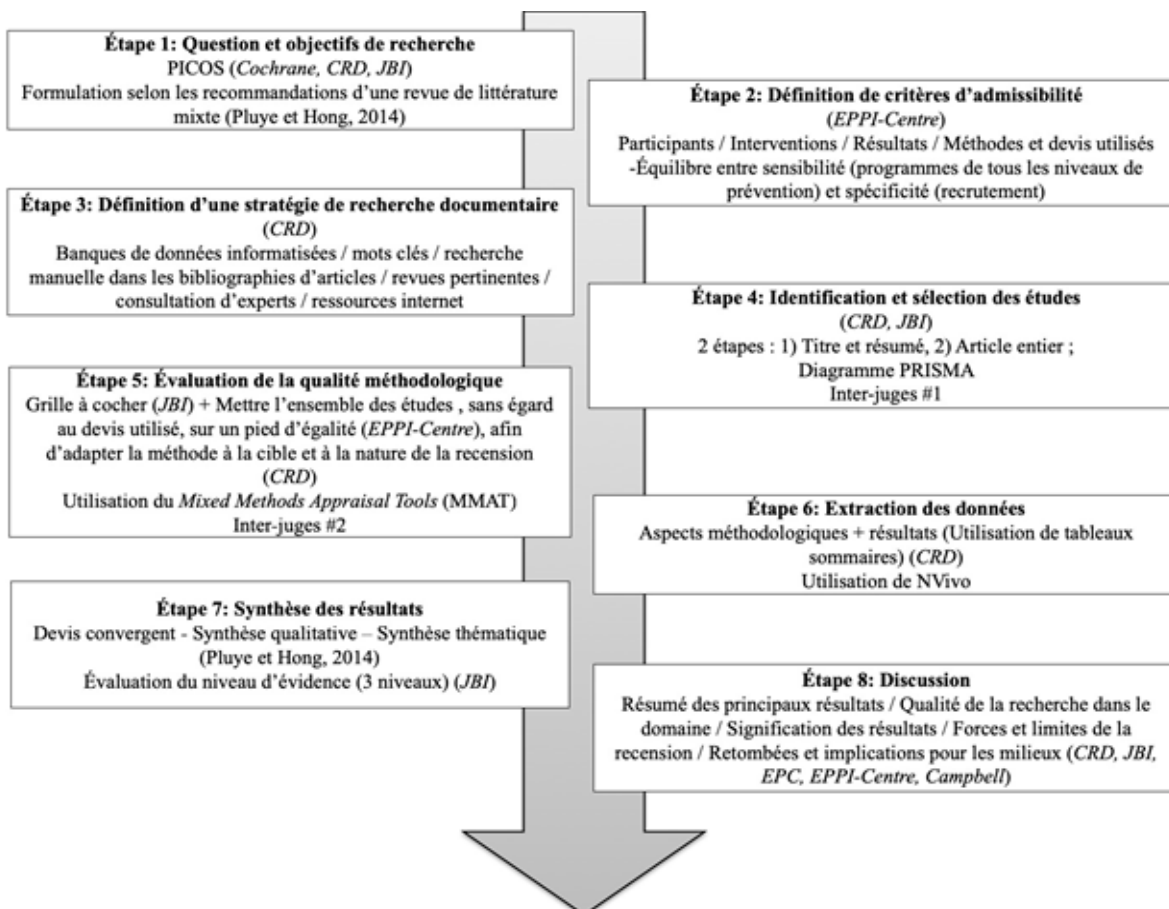 Étape 1: Question et objectifs de recherche
PICOS (Cochrane, CRD, JBI)
Formulation selon les recommandations d’une revue de littérature
mixte (Pluye et Hong, 2014)
Étape 2: Définition de critères d’admissibilité
(EPPI-Centre)
Participants / Interventions / Résultats / Méthodes et devis utilisés
-Équilibre entre sensibilité (programmes de tous les niveaux de
prévention) et spécificité (recrutement)
Étape 3: Définition d’une stratégie de recherche documentaire
(CRD)
Banques de données informatisées / mots clés / recherche
manuelle dans les bibliographies d’articles / revues pertinentes /
consultation d’experts / ressources internet
Étape 4: Identification et sélection des études
(CRD, JBI)
2 étapes : 1) Titre et résumé, 2) Article entier ;
Diagramme PRISMA
Inter-juges #1
Étape 5: Évaluation de la qualité méthodologique
Grille à cocher (JBI) + Mettre l’ensemble des études , sans égard
au devis utilisé, sur un pied d’égalité (EPPI-Centre), afin
d’adapter la méthode à la cible et à la nature de la recension
(CRD)
Utilisation du Mixed Methods Appraisal Tools (MMAT)
Inter-juges #2
Étape 6: Extraction des données
Aspects méthodologiques + résultats (Utilisation de tableaux
sommaires) (CRD)
Utilisation de NVivo
Étape 7: Synthèse des résultats
Devis convergent - Synthèse qualitative – Synthèse thématique
(Pluye et Hong, 2014)
Évaluation du niveau d’évidence (3 niveaux) (JBI)
Étape 8: Discussion
Résumé des principaux résultats / Qualité de la recherche dans le
domaine / Signification des résultats / Forces et limites de la
recension / Retombées et implications pour les milieux (CRD, JBI,
EPC, EPPI-Centre, Campbell)